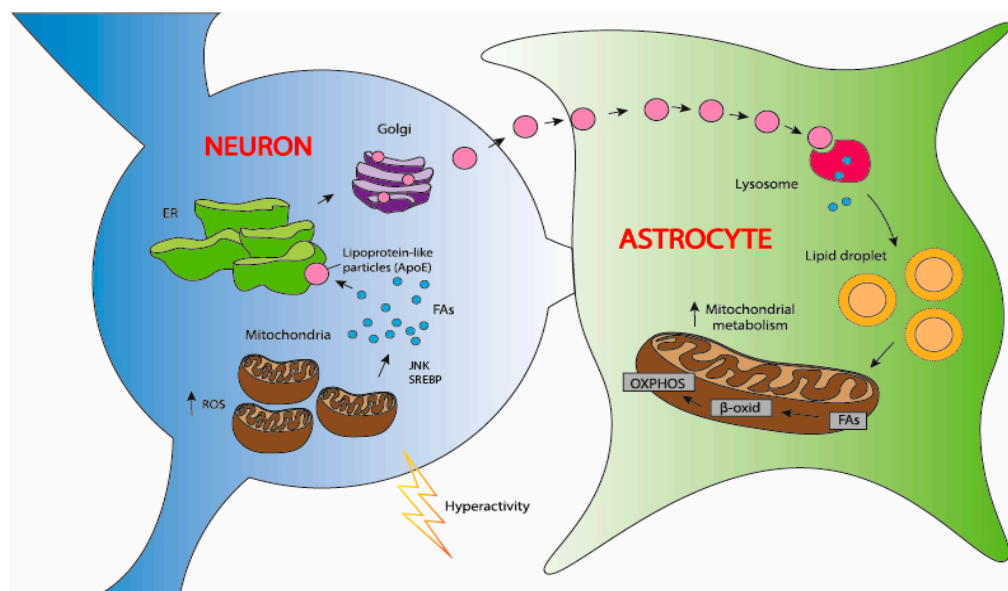 NEURON
Golgi
ER
Lipoprotein-like
particles (ApoE)
FAs
Mitochondria
JNK
SREBP
ROS
Hyperactivity
Lysosome
ASTROCYTE
Lipid droplet
Mitochondrial
metabolism
OXPHOS
β-oxid
FAs